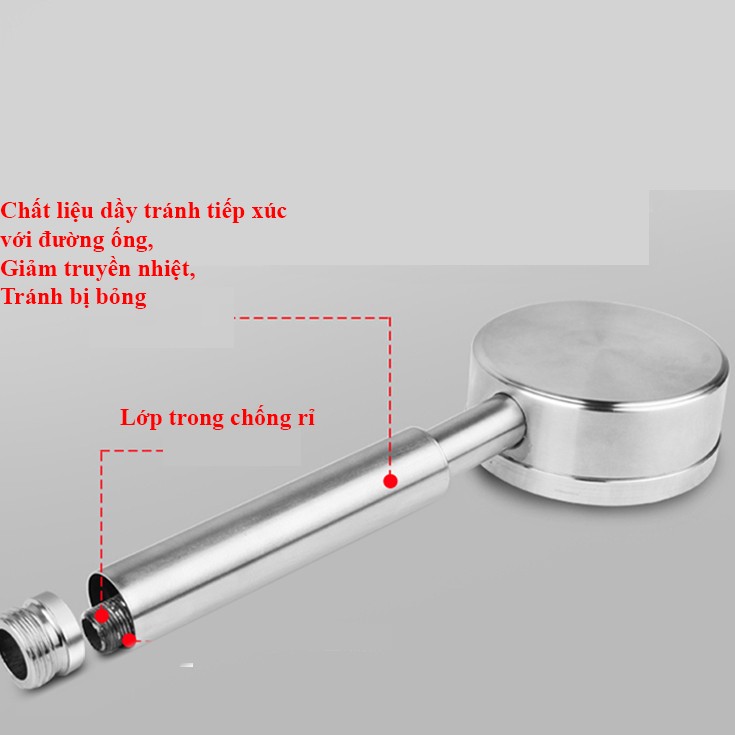 Chất liệu dầy tránh tiếp xúc
với đường ống,
Giảm truyền nhiệt,
Tránh bị bỏng
Lớp trong chống rỉ